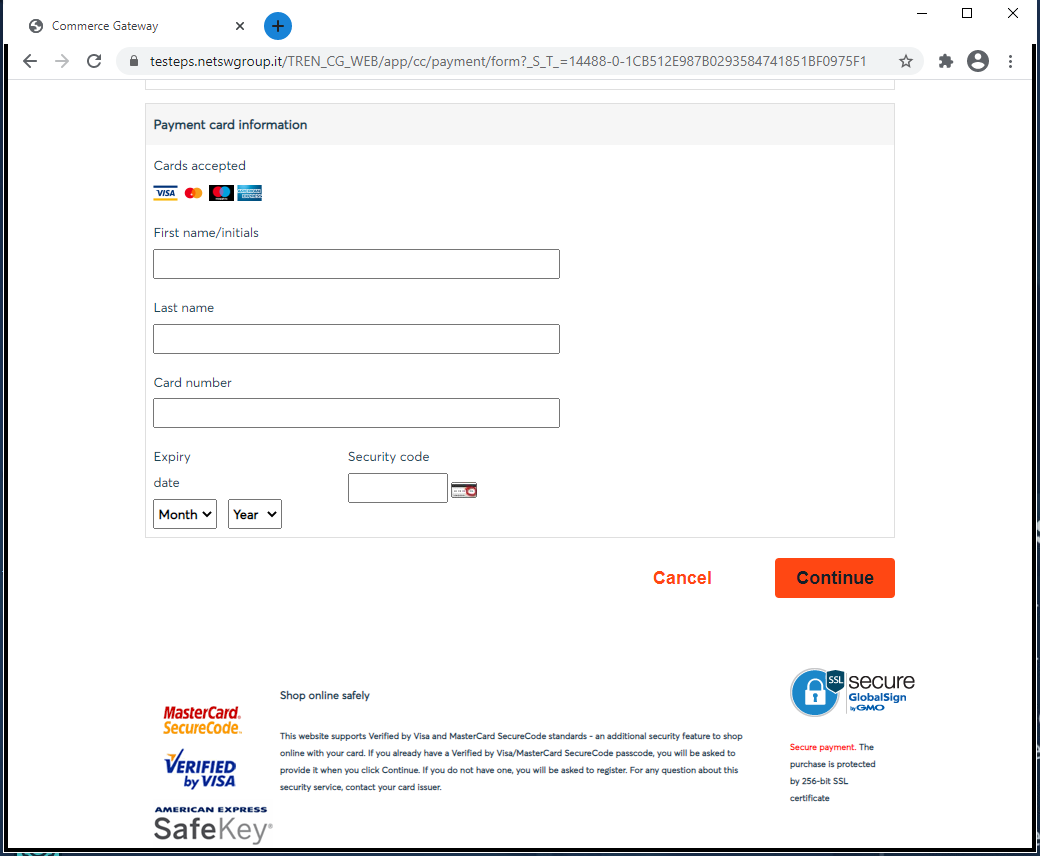 Commerce Gateway
testeps.netswgroup.it/TREN_CG_WEB/app/cc/payment/form?_S_T_=14488-0-1CB512E987B0293584741851BF0975F1
Payment card information
Cards accepted
VISA
AMERICAN EXPRESS
First name/initials
Last name
Card number
Expiry date
Security code
Month
Year
Cancel
Continue
MasterCard.
SecureCode.
VERIFIED
by VISA
AMERICAN EXPRESS
SafeKey®
Shop online safely
This website supports Verified by Visa and MasterCard SecureCode standards - an additional security feature to shop
online with your card. If you already have a Verified by Visa/MasterCard SecureCode passcode, you will be asked to
provide it when you click Continue. If you do not have one, you will be asked to register. For any question about this
security service, contact your card issuer.
SSL
secure
GlobalSign
by GMO
Secure payment. The
purchase is protected
by 256-bit SSL
certificate